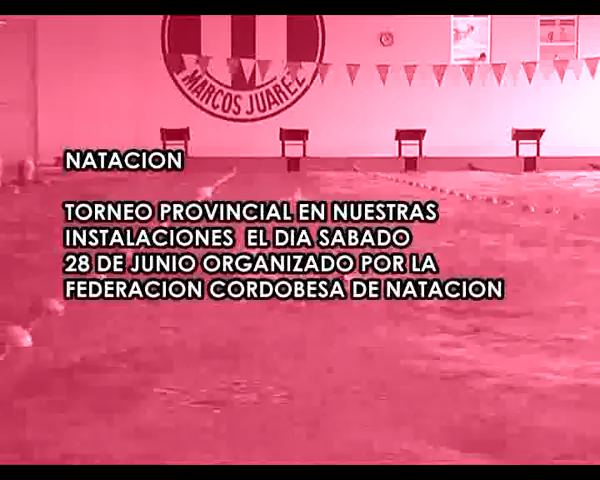 MARCOS JUAREZ
NATACION
TORNEO PROVINCIAL EN NUESTRAS
INSTALACIONES EL DIA SABADO
28 DE JUNIO ORGANIZADO POR LA
FEDERACION CORDOBESA DE NATACION